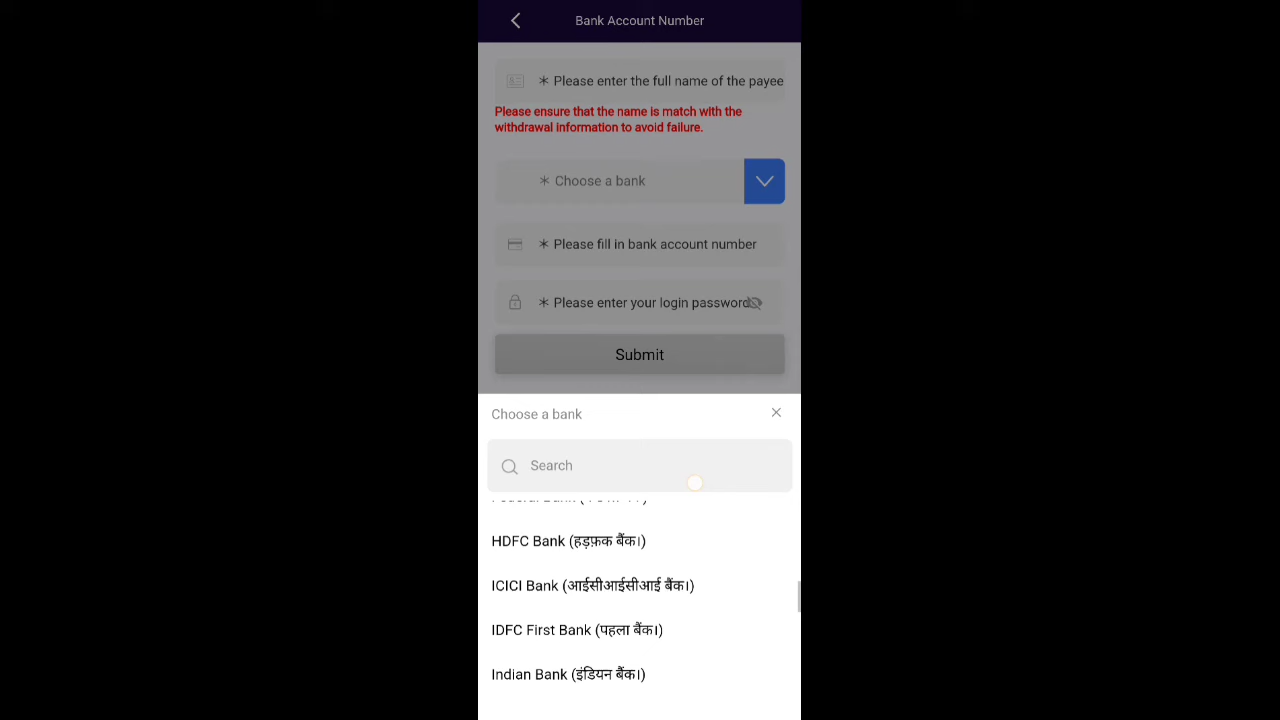 Bank Account Number
* Please enter the full name of the payee
Please ensure that the name is match with the
withdrawal information to avoid failure.
* Choose a bank
* Please fill in bank account number
* Please enter your login password
Submit
Choose a bank
Search
HDFC Bank (हड़फ़क बैंक।)
ICICI Bank (आईसीआईसीआई बैंक।)
IDFC First Bank (पहला बैंक।)
Indian Bank (इंडियन बैंक।)